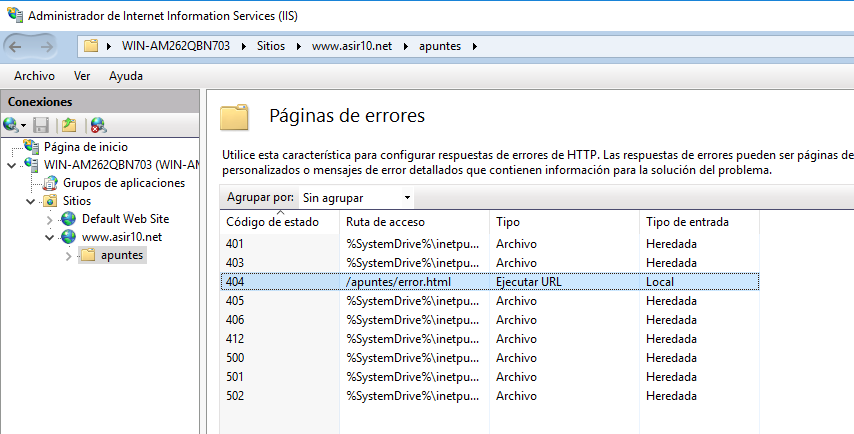 Administrador de Internet Information Services (IIS)
WIN-AM262QBN703 Sitios www.asir10.net apuntes
Archivo Ver Ayuda
Conexiones
Página de inicio
WIN-AM262QBN703 (WIN-AM
Grupos de aplicaciones
Sitios
Default Web Site
www.asir10.net
apuntes
Páginas de errores
Utilice esta característica para configurar respuestas de errores de HTTP. Las respuestas de errores pueden ser páginas de
personalizados o mensajes de error detallados que contienen información para la solución del problema.
Agrupar por: Sin agrupar
Código de estado Ruta de acceso Tipo Tipo de entrada
401 %SystemDrive%\inetpu... Archivo Heredada
403 %SystemDrive%\inetpu... Archivo Heredada
404 /apuntes/error.html Ejecutar URL Local
405 %SystemDrive%\inetpu... Archivo Heredada
406 %SystemDrive%\inetpu... Archivo Heredada
412 %SystemDrive%\inetpu... Archivo Heredada
500 %SystemDrive%\inetpu... Archivo Heredada
501 %SystemDrive%\inetpu... Archivo Heredada
502 %SystemDrive%\inetpu... Archivo Heredada